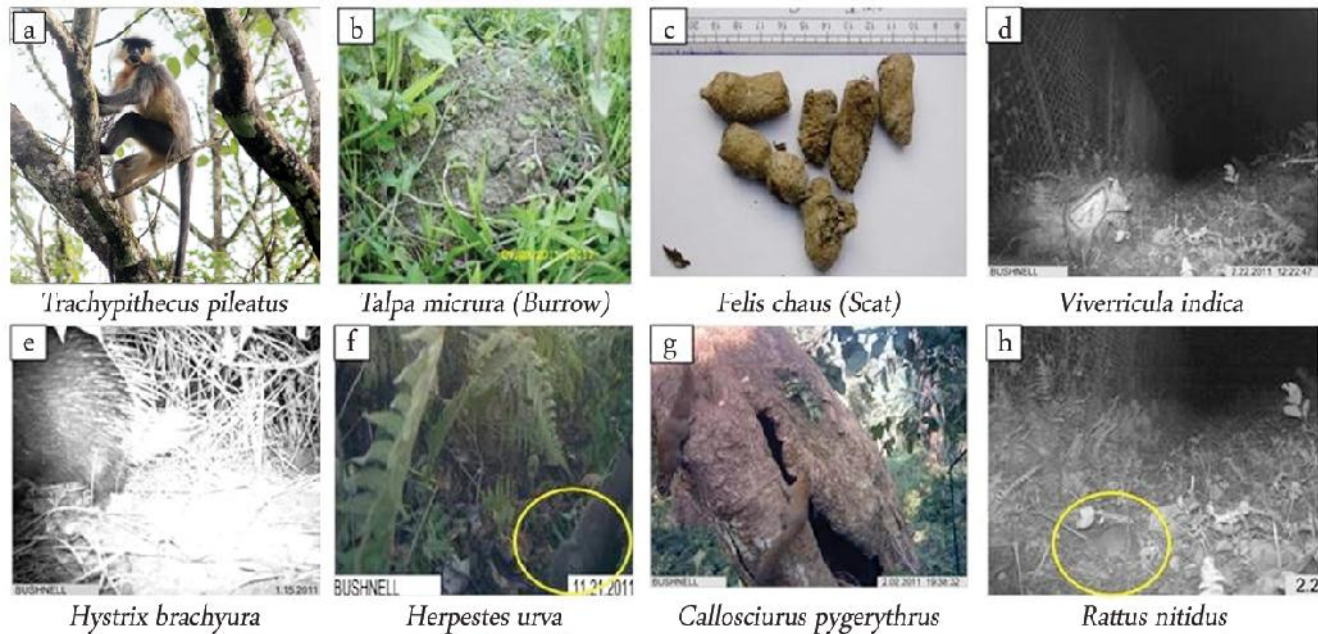 a
b
c
d
Trachypithecus pileatus
Talpa micrura (Burrow)
Felis chaus (Scat)
BUSHNELL 2.22.2011 12:22:47
Viverricula indica
e
f
g
h
BUSHNELL 1.15.2011
Hystrix brachyura
BUSHNELL 11.21.2011
Herpestes urva
BUSHNELL 2.02.2011 19:38:32
Callosciurus pygerythrus
2.2
Rattus nitidus